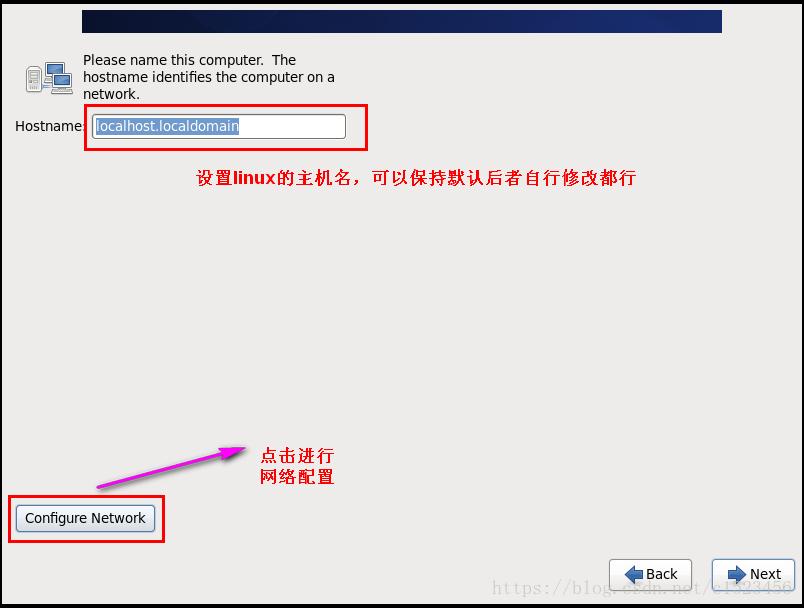 Please name this computer. The
hostname identifies the computer on a
network.
Hostname:
localhost.localdomain
设置linux的主机名，可以保持默认后者自行修改都行
点击进行
网络配置
Configure Network
Back
Next
https://blog.csdn.net/c1523456